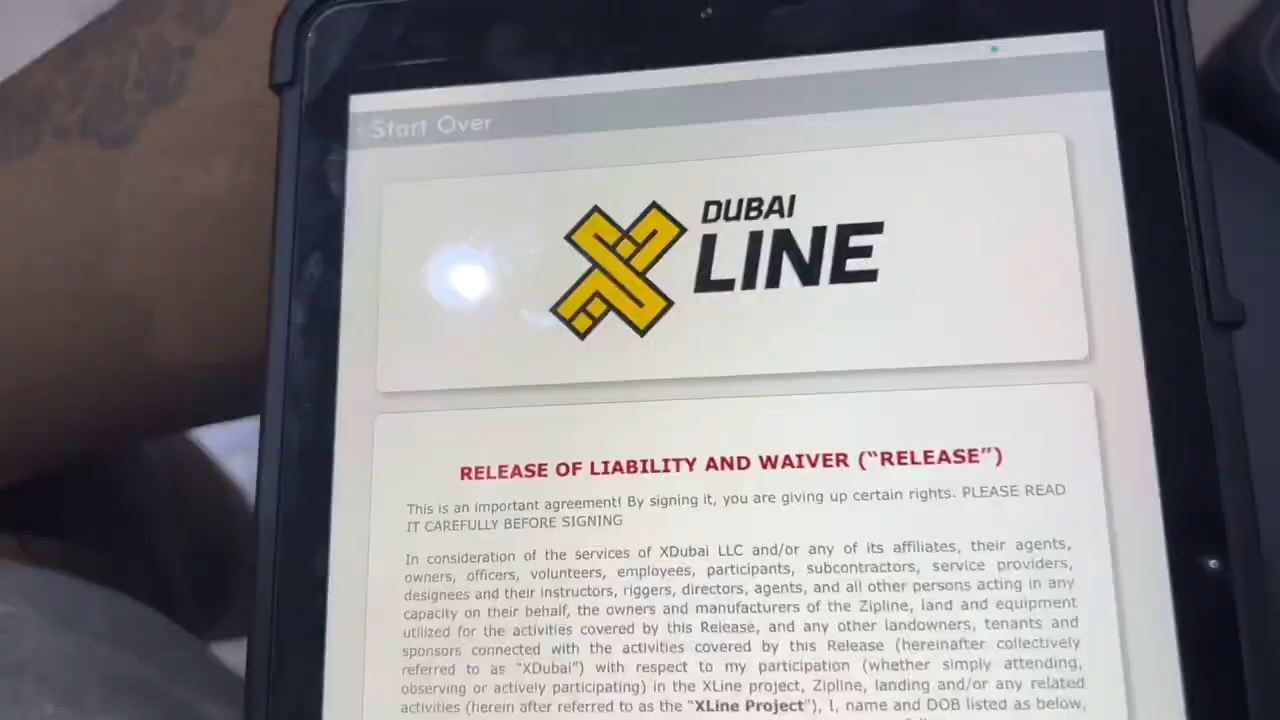 Start Over
DUBAI
LINE
RELEASE OF LIABILITY AND WAIVER (“RELEASE”)
This is an important agreement! By signing it, you are giving up certain rights. PLEASE READ
IT CAREFULLY BEFORE SIGNING
In consideration of the services of XDubai LLC and/or any of its affiliates, their agents,
owners, officers, volunteers, employees, participants, subcontractors, service providers,
designees and their instructors, riggers, directors, agents, and all other persons acting in any
capacity on their behalf, the owners and manufacturers of the Zipline, land and equipment
utilized for the activities covered by this Release, and any other landowners, tenants and
sponsors connected with the activities covered by this Release (hereinafter collectively
referred to as “XDubai”) with respect to my participation (whether simply attending,
observing or actively participating) in the XLine project, Zipline, landing and/or any related
activities (herein after referred to as the “XLine Project”), I, name and DOB listed as below,